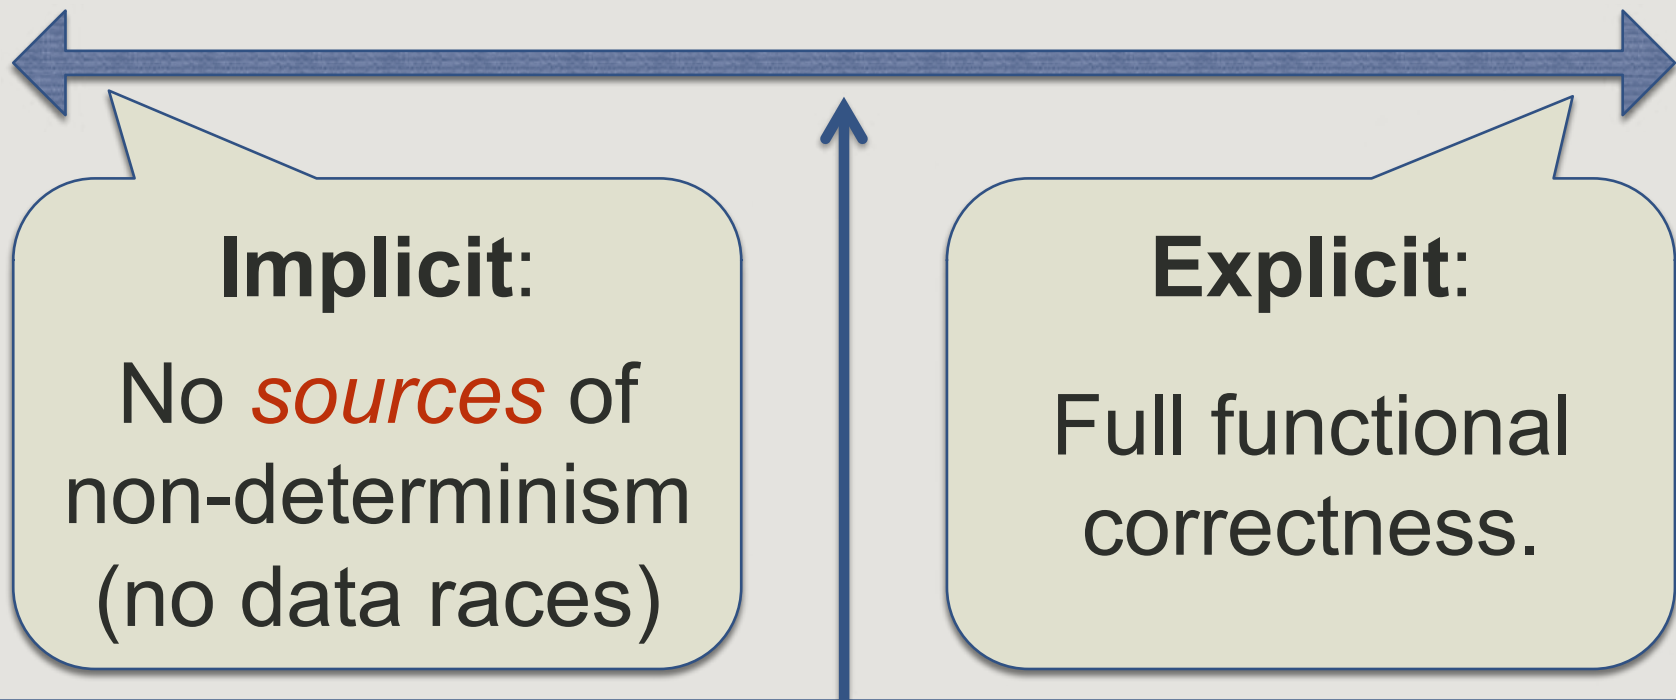 Implicit:
No sources of
non-determinism
(no data races)
Explicit:
Full functional
correctness.